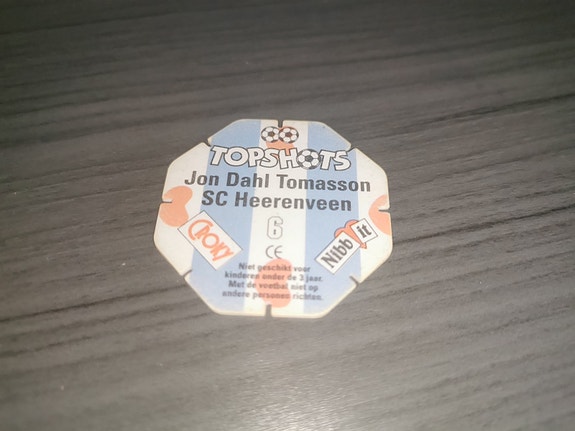 TOPSHOTS
Jon Dahl Tomasson
SC Heerenveen
6
CE
CROKY
Nibb it
Niet geschikt voor
kinderen onder de 3 jaar.
Met de voetbal niet op
andere personen richten.